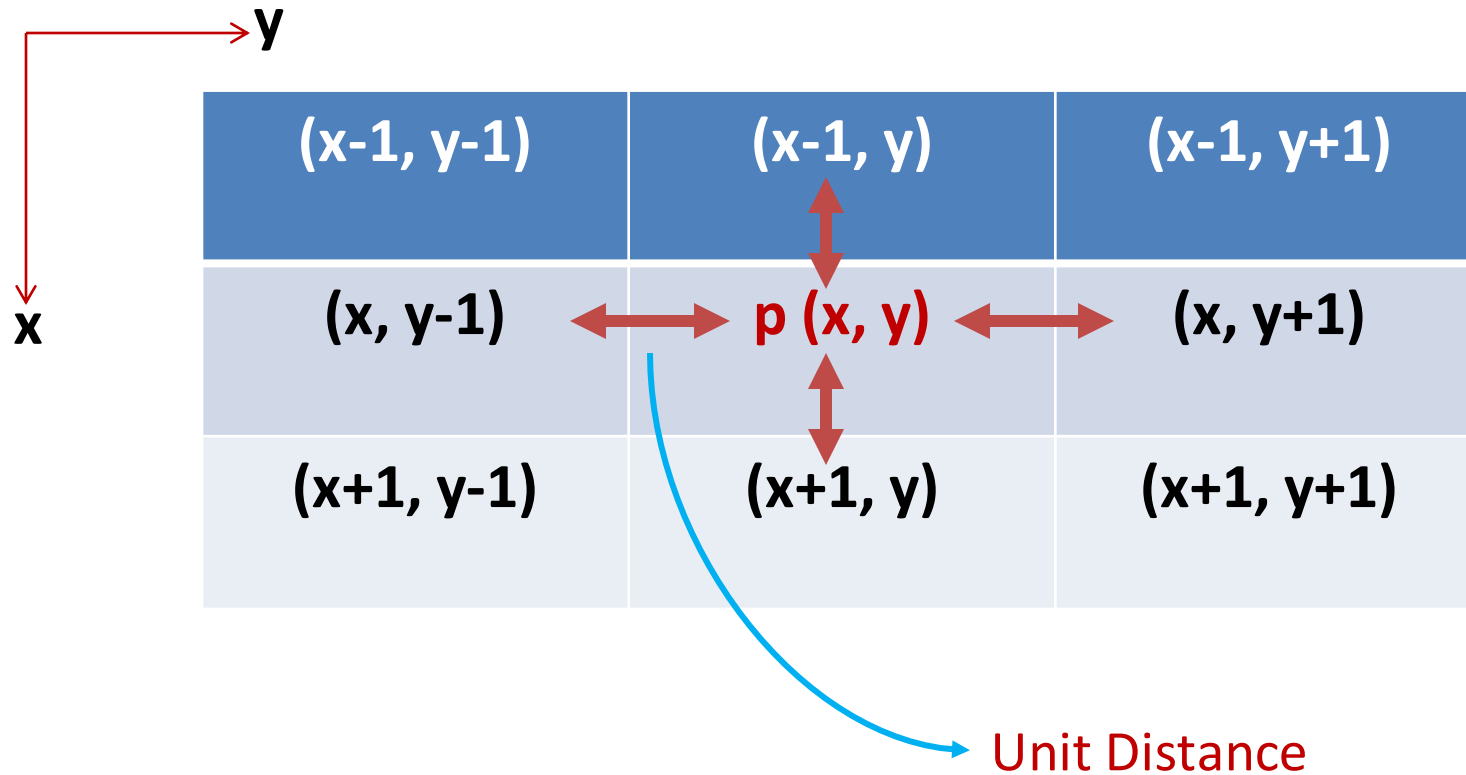 y
(x-1, y-1) (x-1, y) (x-1, y+1)
x (x, y-1) p (x, y) (x, y+1)
(x+1, y-1) (x+1, y) (x+1, y+1)
Unit Distance